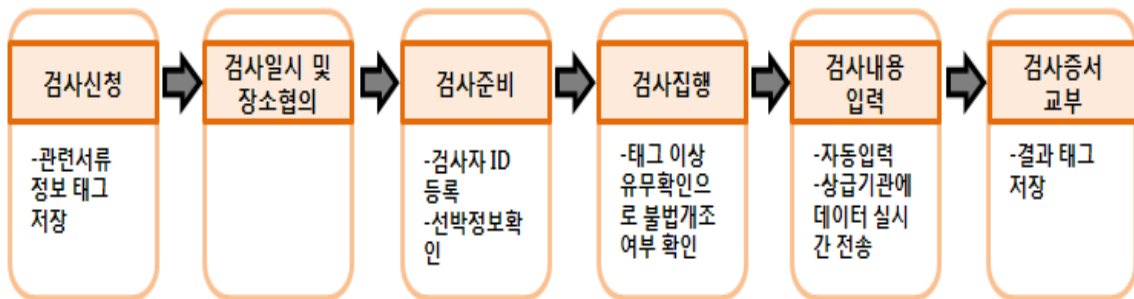 검사신청
-관련서류
정보 태그
저장
검사일시 및
장소협의
검사준비
-검사자 ID
등록
-선박정보확
인
검사집행
-태그 이상
유무확인으
로 불법개조
여부 확인
검사내용
입력
-자동입력
-상급기관에
데이터 실시
간 전송
검사증서
교부
-결과 태그
저장